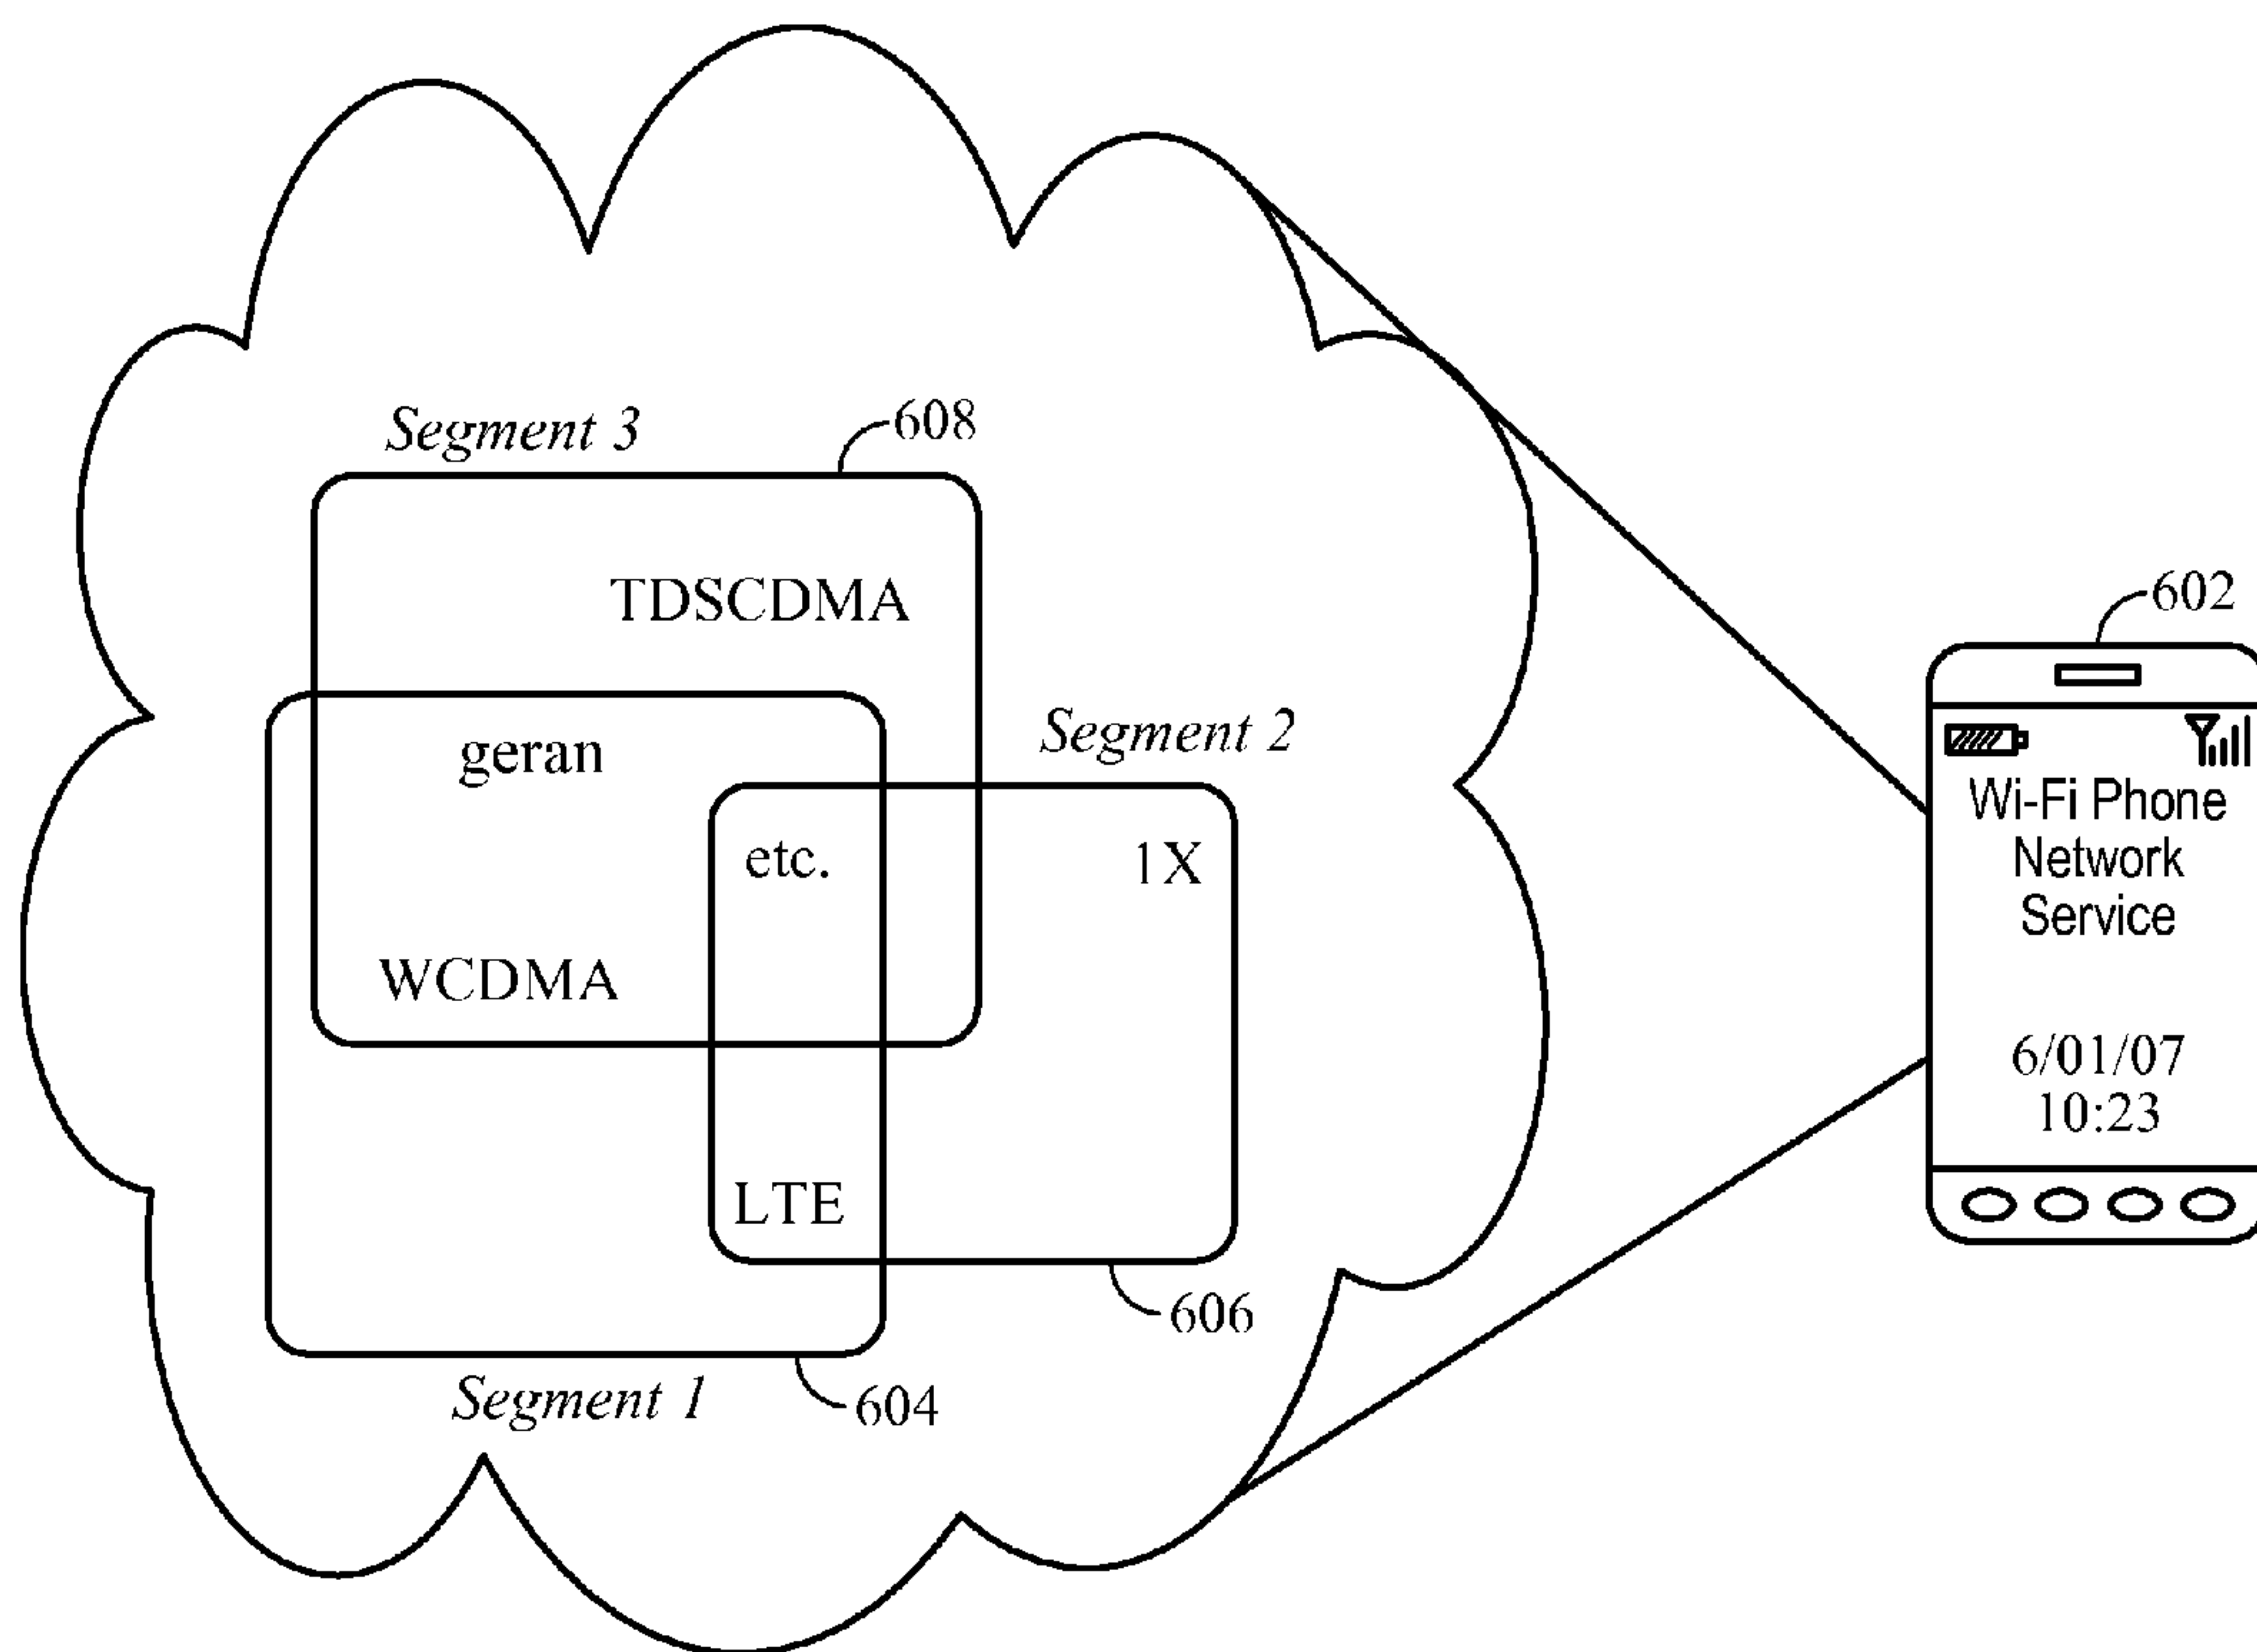 Segment 3
608
TDSCDMA
602
geran
Segment 2
Wi-Fi Phone
Network
Service
etc.
1X
WCDMA
6/01/07
10:23
LTE
606
Segment 1
604